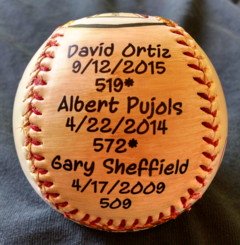 David Ortiz
9/12/2015
519*
Albert Pujols
4/22/2014
572*
Gary Sheffield
4/17/2009
509